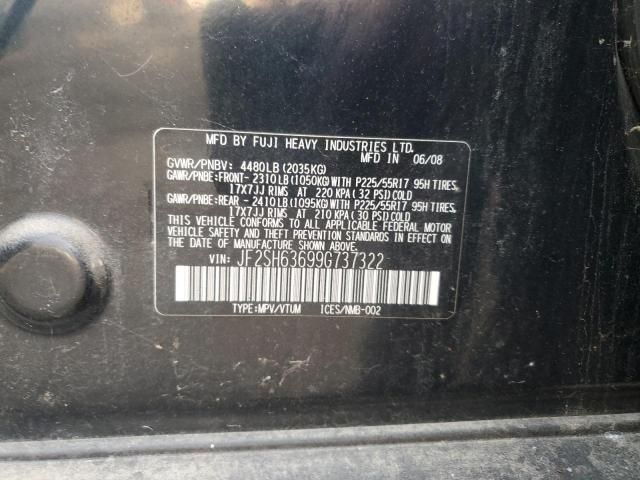 MFD BY FUJI HEAVY INDUSTRIES LTD.
GVWR/PNBV: 4480LB (2035KG) MFD. IN 06/08
GAWR/PNBE:FRONT- 2310LB (1050KG)WITH P225/55R17 95H TIRES,
17X7JJ RIMS AT 220 KPA (32 PSI)COLD
GAWR/PNBE:REAR - 2410LB (1095KG)WITH P225/55R17 95H TIRES,
17X7JJ RIMS AT 210 KPA (30 PSI)COLD
THIS VEHICLE CONFORMS TO ALL APPLICABLE FEDERAL MOTOR
VEHICLE SAFETY, BUMPER AND THEFT PREVENTION STANDARDS IN EFFECT ON
THE DATE OF MANUFACTURE SHOWN ABOVE.
VIN: JF2SH63699G737322
TYPE:MPV/VTUM ICES/NMB-002